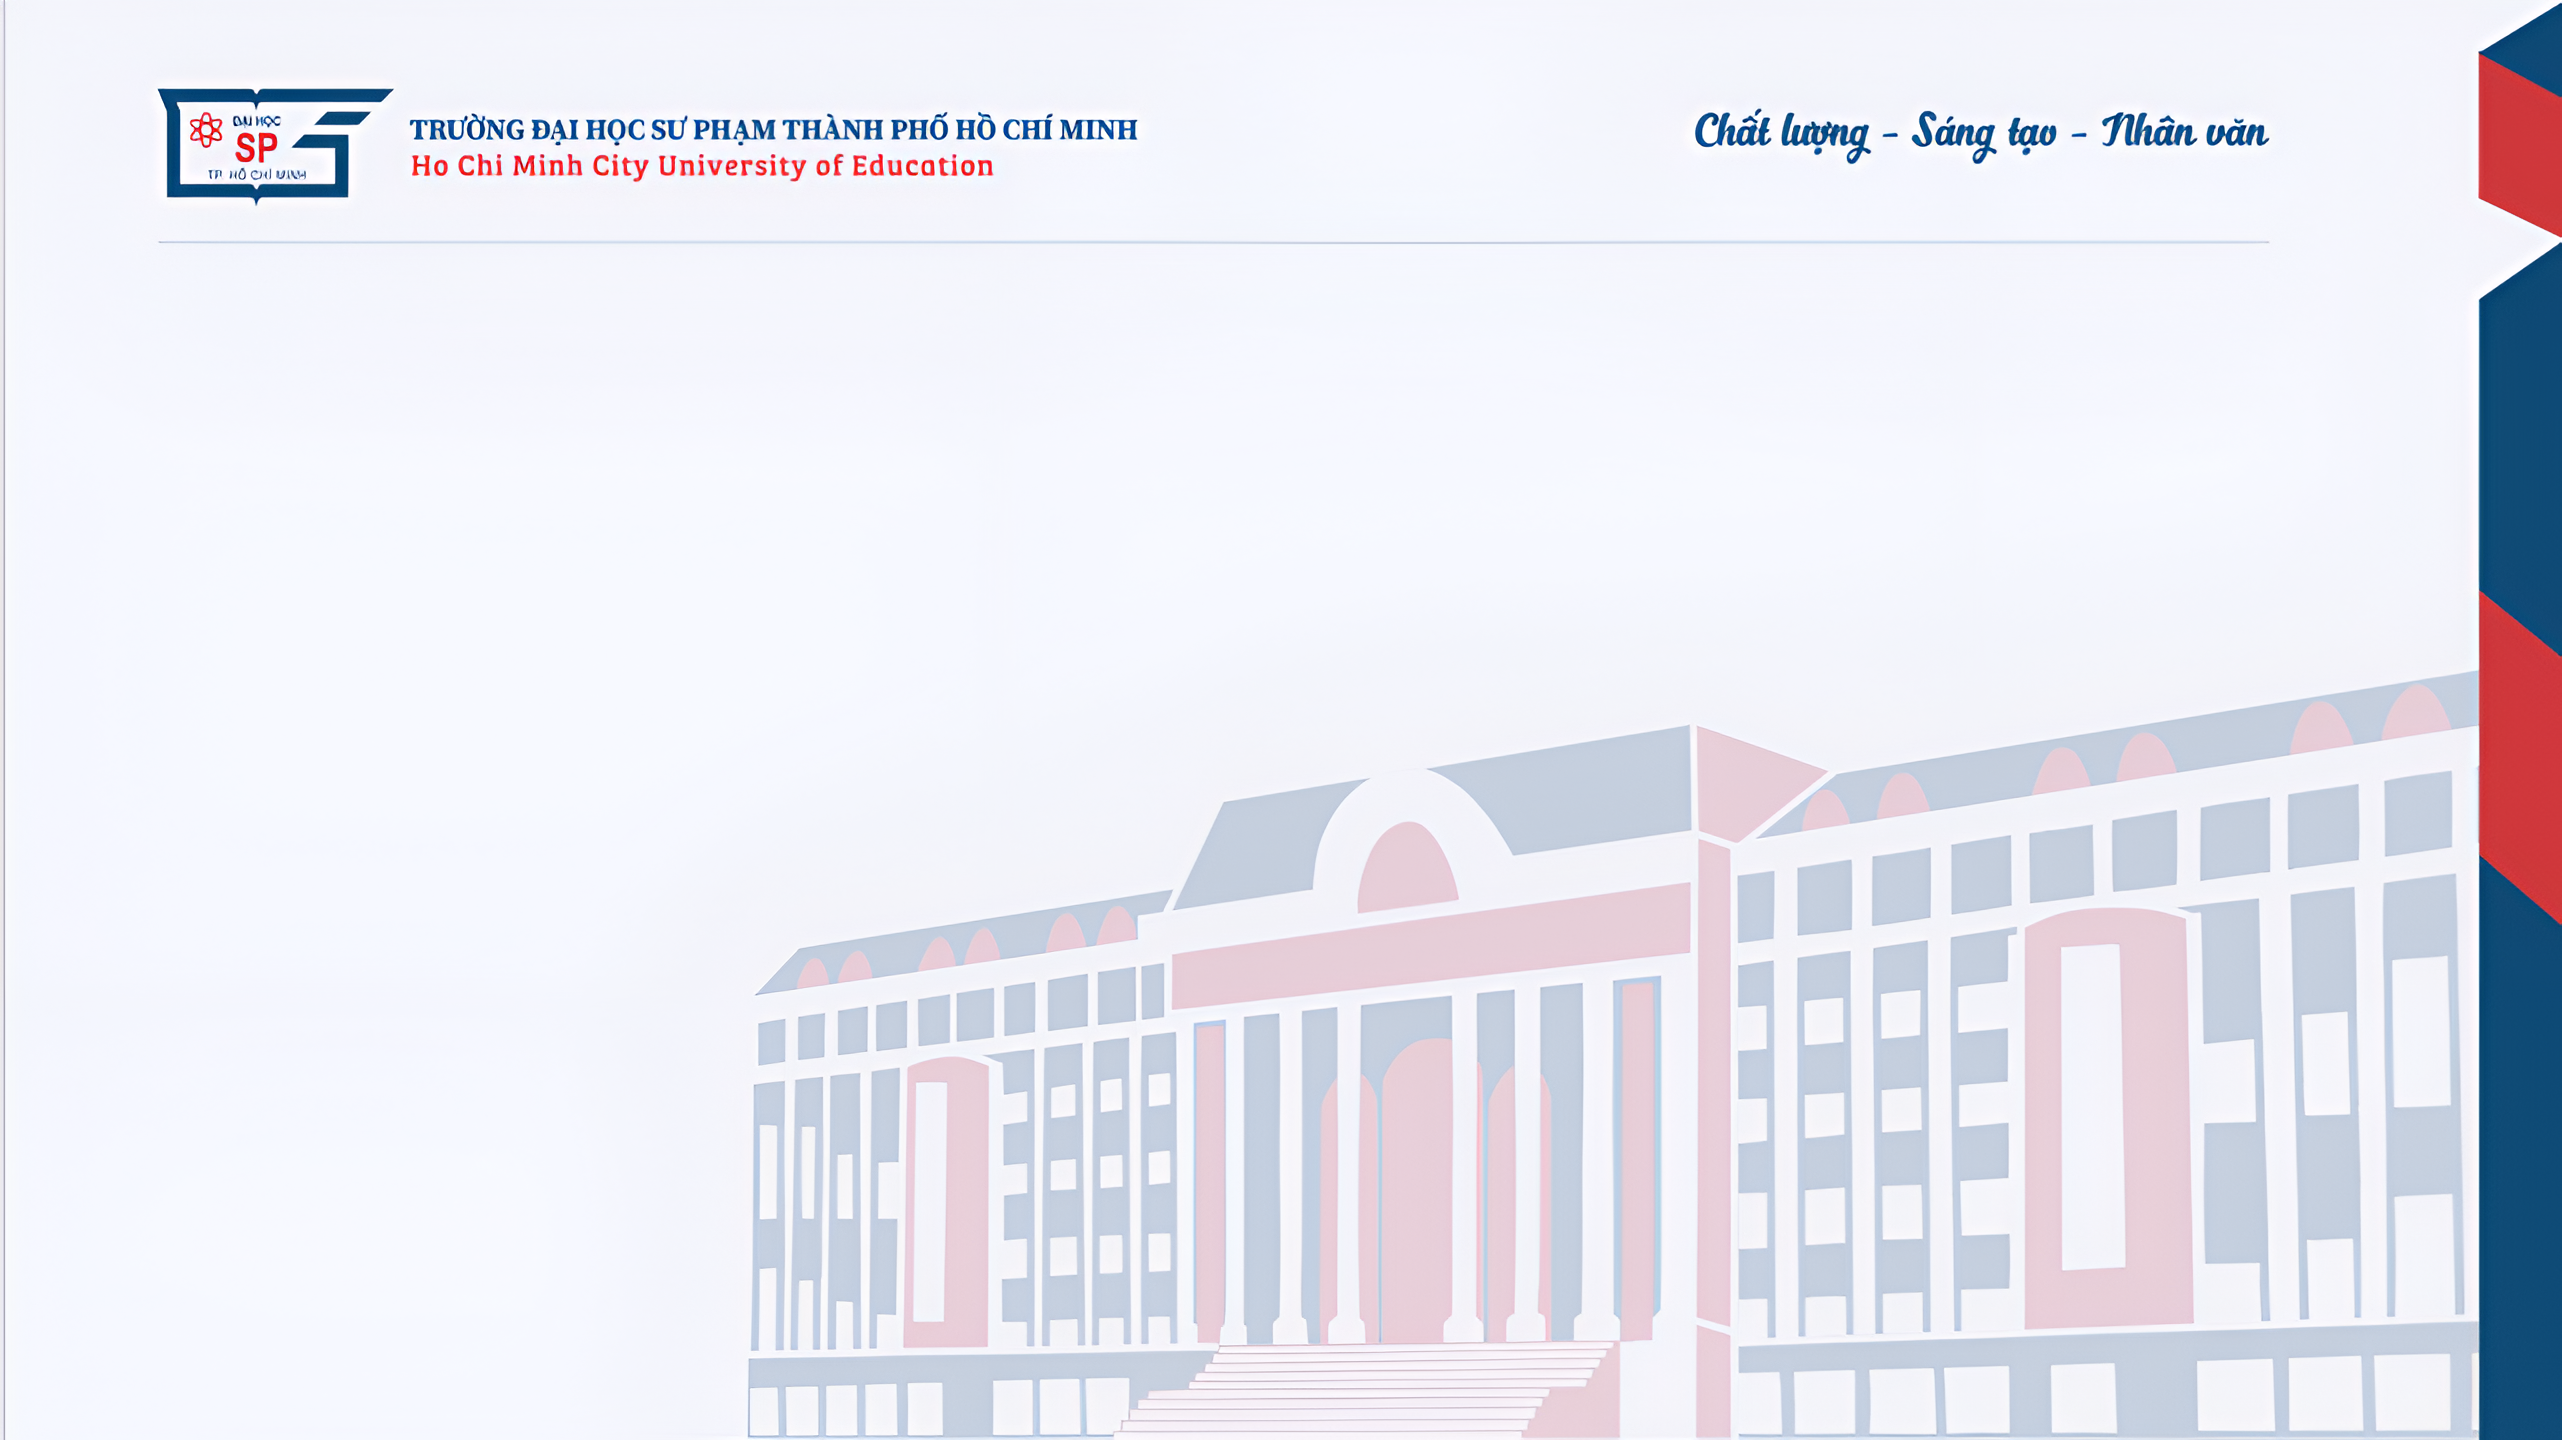 ĐẠI HỌC
SP
TP. HỒ CHÍ MINH
TRƯỜNG ĐẠI HỌC SƯ PHẠM THÀNH PHỐ HỒ CHÍ MINH
Ho Chi Minh City University of Education
Chất lượng - Sáng tạo - Nhân văn